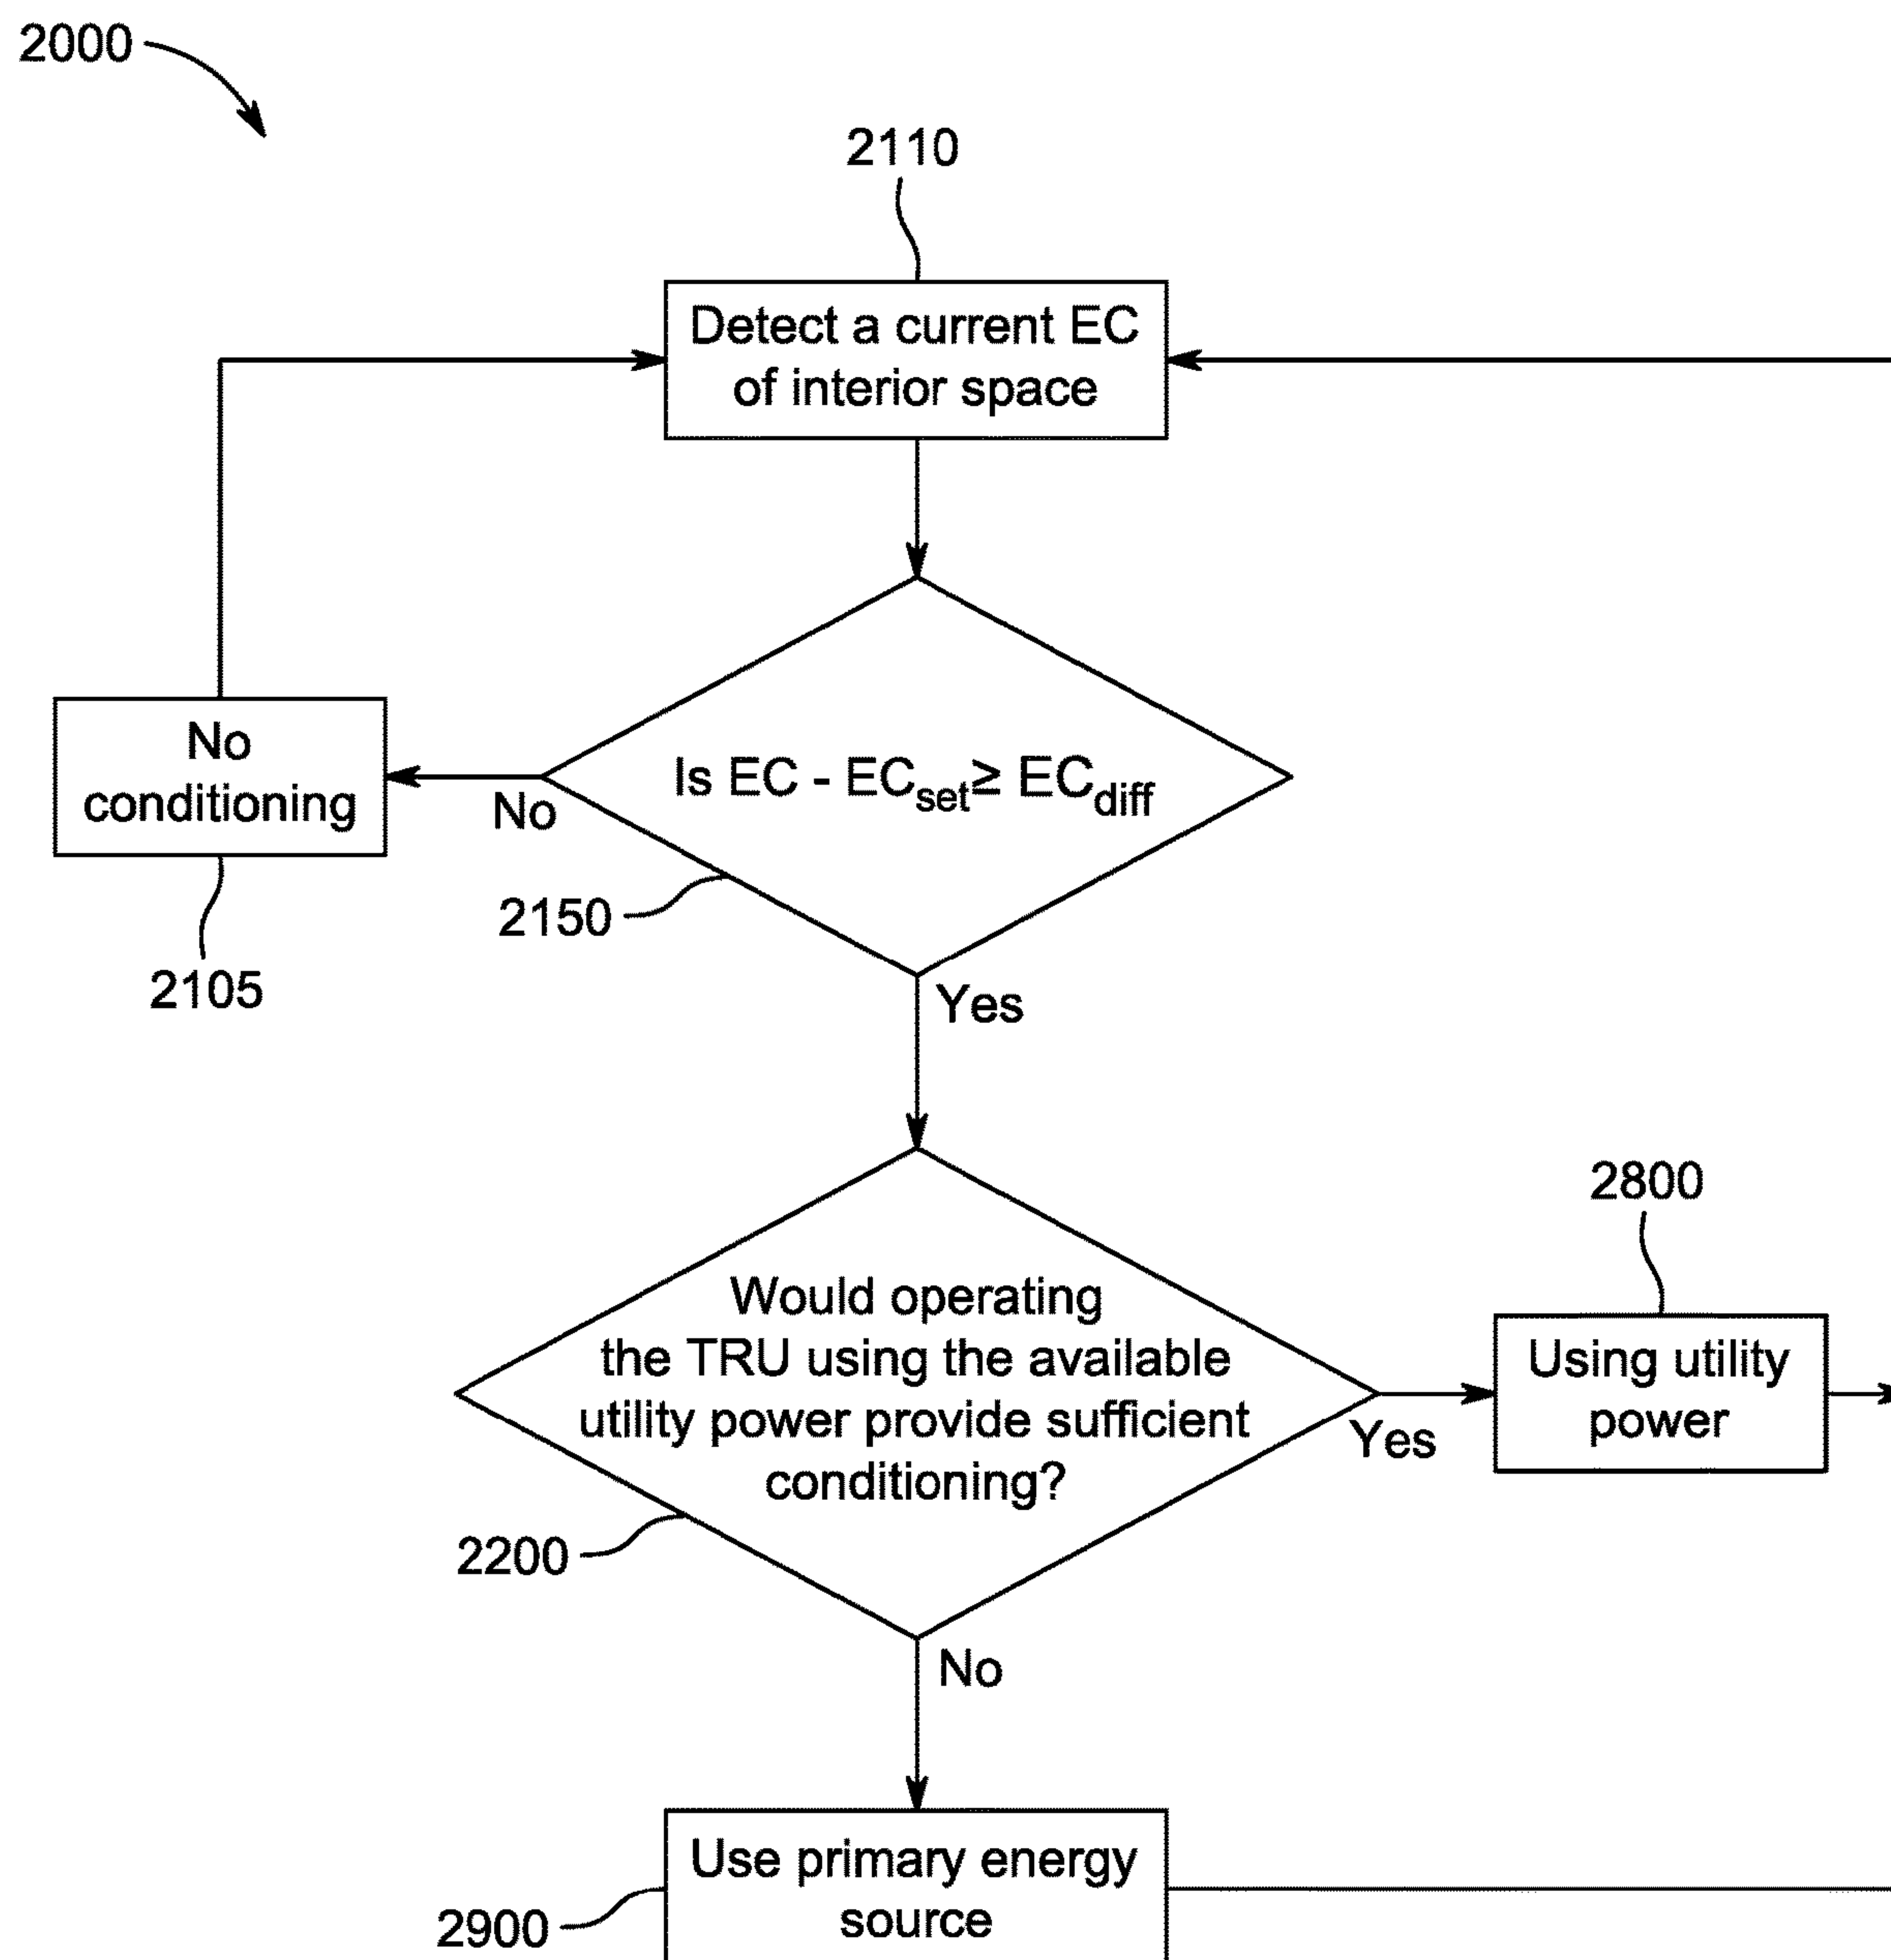 2000
2110
Detect a current EC
of interior space
No
conditioning
2105
Is EC - ECset ≥ ECdiff
No
2150
Yes
Would operating
the TRU using the available
utility power provide sufficient
conditioning?
Yes
2200
No
2800
Using utility
power
Use primary energy
source
2900